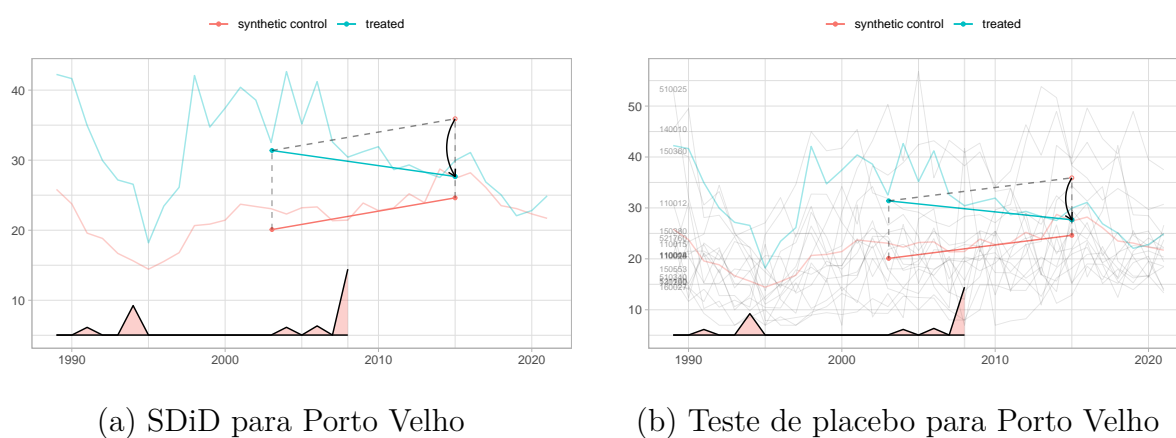 synthetic control treated
40
30
20
10
1990 2000 2010 2020
(a) SDiD para Porto Velho
synthetic control treated
50
40
30
20
10
510025
140010
150360
110012
150380
521760
110015
150553
1990 2000 2010 2020
(b) Teste de placebo para Porto Velho